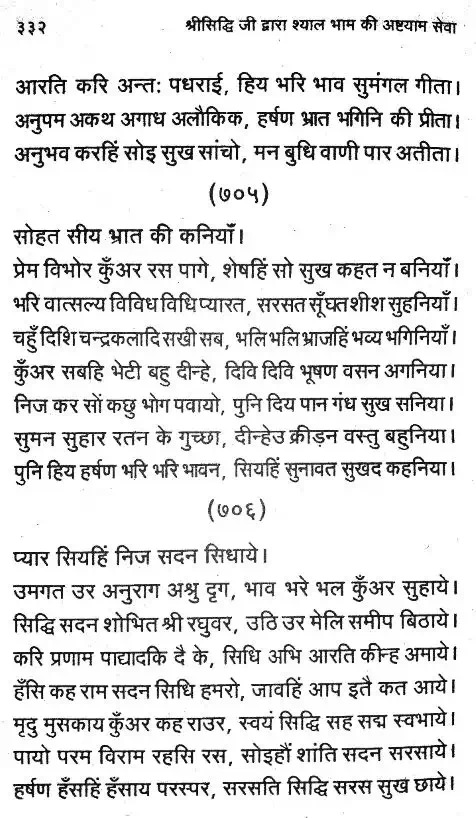 ३३२ श्रीसिद्धि जी द्वारा श्याल भाम की अष्टयाम सेवा
आरति करि अन्तः पधराई, हिय भरि भाव सुमंगल गीता।
अनुपम अकथ अगाध अलौकिक, हर्षण भ्रात भगिनि की प्रीता।
अनुभव करहिं सोइ सुख सांचो, मन बुधि वाणी पार अतीता।
(७०५)
सोहत सीय भ्रात की कनियाँ।
प्रेम विभोर कुँअर रस पागे, शेषहिं सो सुख कहत न बनियाँ।
भरि वात्सल्य विविध विधि प्यारत, सरसत सूँघत शीश सुहनियाँ।
चहुँ दिशि चन्द्रकलादि सखी सब, भलि भलि भ्राजहिं भव्य भगिनियाँ।
कुँअर सबहि भेटी बहु दीन्हे, दिवि दिवि भूषण वसन अगनिया।
निज कर सों कछु भोग पवायो, पुनि दिय पान गंध सुख सनिया।
सुमन सुहार रतन के गुच्छा, दीन्हेउ क्रीड़न वस्तु बहुनिया।
पुनि हिय हर्षण भरि भरि भावन, सियहिं सुनावत सुखद कहनिया।
(७०६)
प्यार सियहिं निज सदन सिधाये।
उमगत उर अनुराग अश्रु दृग, भाव भरे भल कुँअर सुहाये।
सिद्धि सदन शोभित श्री रघुवर, उठि उर मेलि समीप बिठाये।
करि प्रणाम पाद्यादकि दै के, सिधि अभि आरति कीन्ह अमाये।
हँसि कह राम सदन सिधि हमरो, जावहिं आप इतै कत आये।
मृदु मुसकाय कुँअर कह राउर, स्वयं सिद्धि सह सद्म स्वभाये।
पायो परम विराम रहसि रस, सोइहौं शांति सदन सरसाये।
हर्षण हँसहिं हँसाय परस्पर, सरसति सिद्धि सरस सुख छाये।